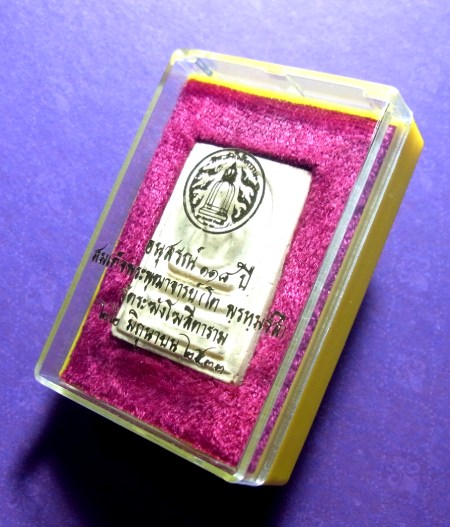 อนุสรณ์ ๑๑๘ ปี
สมเด็จพระพุฒาจารย์ (โต พรหมรังสี)
วัดระฆังโฆสิตาราม
๒๒ มิถุนายน ๒๕๓๓